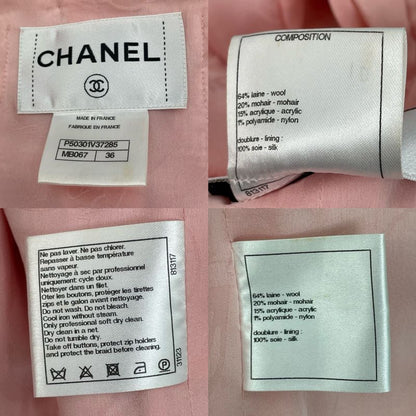 CHANEL
MADE IN FRANCE
FABRIQUE EN FRANCE
P50301V37285
MB067 36
COMPOSITION
64% laine - wool
20% mohair - mohair
15% acrylique - acrylic
1% polyamide - nylon
doublure - lining :
100% soie - silk
813117
Ne pas laver. Ne pas chlorer.
Repasser à basse température
sans vapeur.
Nettoyage à sec par professionnel
uniquement: cycle doux.
Nettoyer dans un filet.
Oter les boutons, protéger les tirettes
zips et le galon avant nettoyage.
Do not wash. Do not bleach.
Cool iron without steam.
Only professional soft dry clean.
Dry clean in a net.
Do not tumble dry.
Take off buttons, protect zip holders
and protect the braid before cleaning.
P
813117
31123
64% laine - wool
20% mohair - mohair
15% acrylique - acrylic
1% polyamide - nylon
doublure - lining :
100% soie - silk